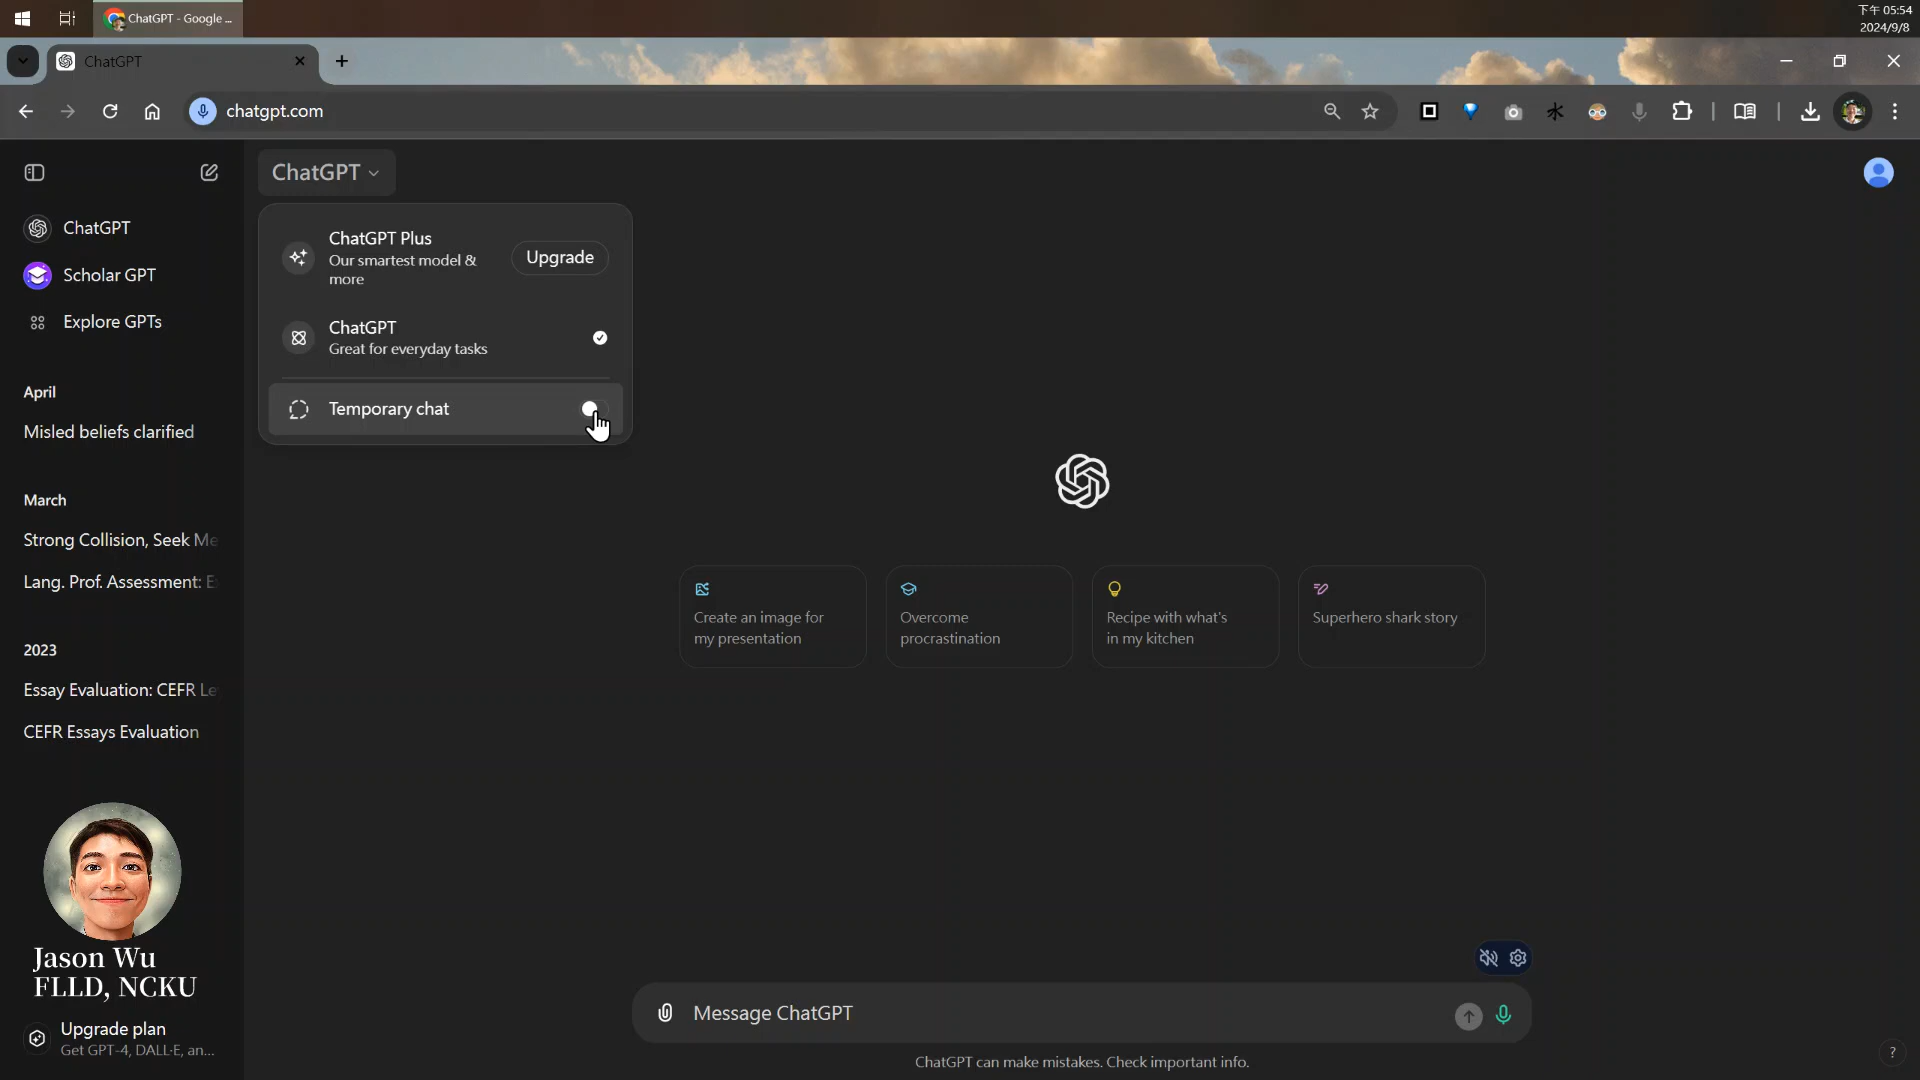 ChatGPT - Google ...
下午 05:54
2024/9/8
ChatGPT
chatgpt.com
ChatGPT
ChatGPT
Scholar GPT
Explore GPTs
April
Misled beliefs clarified
March
Strong Collision, Seek Me
Lang. Prof. Assessment: E
2023
Essay Evaluation: CEFR Le
CEFR Essays Evaluation
Jason Wu
FLLD, NCKU
Upgrade plan
Get GPT-4, DALL·E, an...
ChatGPT Plus
Our smartest model &
more
Upgrade
ChatGPT
Great for everyday tasks
Temporary chat
Create an image for
my presentation
Overcome
procrastination
Recipe with what's
in my kitchen
Superhero shark story
Message ChatGPT
ChatGPT can make mistakes. Check important info.
?